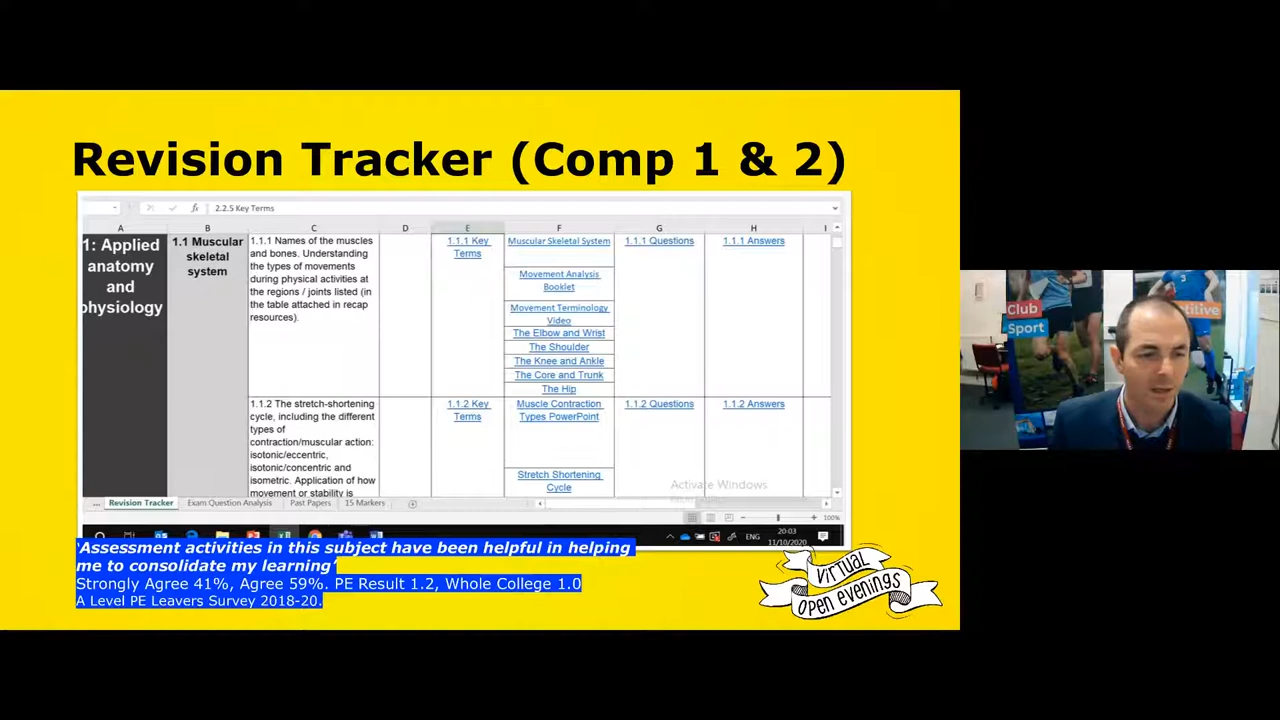 Revision Tracker (Comp 1 & 2)
fx 2.2.5 Key Terms
A B C D E F G H I
1: Applied
anatomy
and
physiology
1.1 Muscular
skeletal
system
1.1.1 Names of the muscles
and bones. Understanding
the types of movements
during physical activities at
the regions / joints listed (in
the table attached in recap
resources).
1.1.1 Key
Terms
Muscular Skeletal System
Movement Analysis
Booklet
Movement Terminology
Video
The Elbow and Wrist
The Shoulder
The Knee and Ankle
The Core and Trunk
The Hip
1.1.1 Questions
1.1.1 Answers
1.1.2 The stretch-shortening
cycle, including the different
types of
contraction/muscular action:
isotonic/eccentric,
isotonic/concentric and
isometric. Application of how
movement or stability is
1.1.2 Key
Terms
Muscle Contraction
Types PowerPoint
Stretch Shortening
Cycle
1.1.2 Questions
1.1.2 Answers
Activate Windows
... Revision Tracker Exam Question Analysis Past Papers 15 Markers
100%
ENG
20:03
11/10/2020
'Assessment activities in this subject have been helpful in helping
me to consolidate my learning'
Strongly Agree 41%, Agree 59%. PE Result 1.2, Whole College 1.0
A Level PE Leavers Survey 2018-20.
virtual
open evenings
Club
Sport
titive